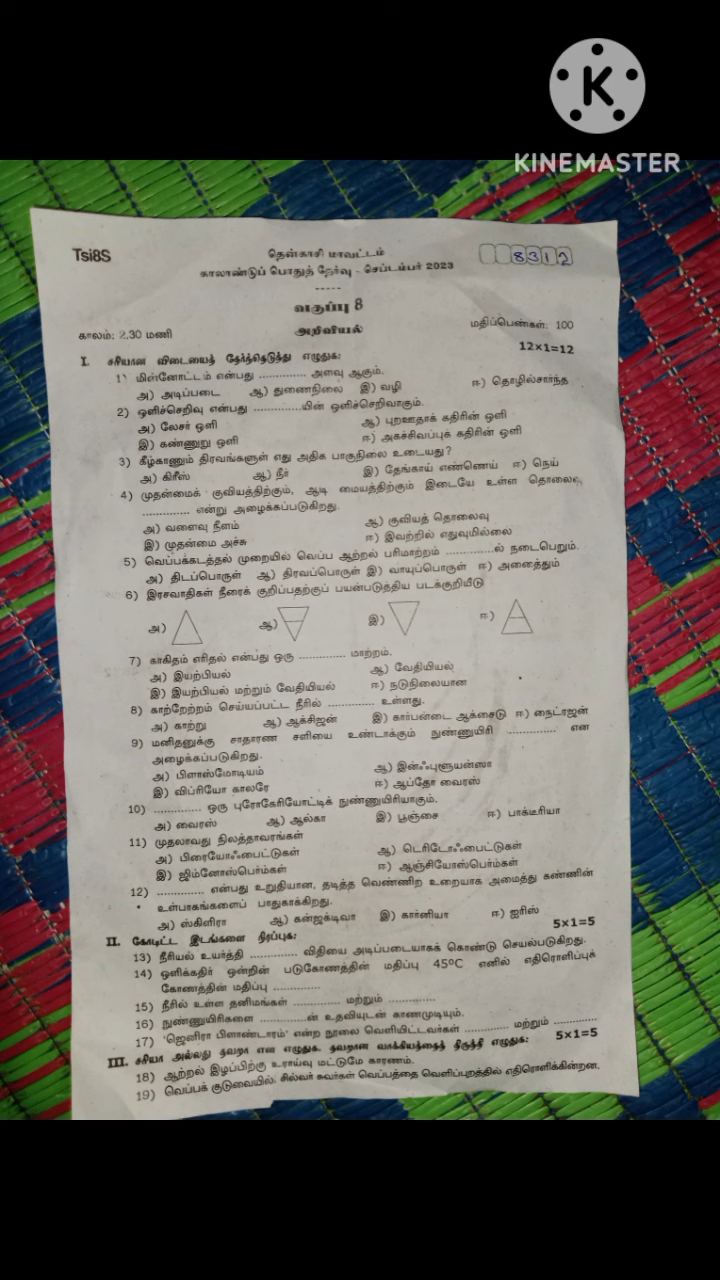 KINEMASTER
Tsi8S
தென்காசி மாவட்டம்
காலாண்டுப் பொதுத் தேர்வு - செப்டம்பர் 2023
8312
வகுப்பு 8
காலம்: 2.30 மணி
அறிவியல்
மதிப்பெண்கள்: 100
I. சரியான விடையைத் தேர்ந்தெடுத்து எழுதுக:
12×1=12
1) மின்னோட்டம் என்பது ............. அளவு ஆகும்.
அ) அடிப்படை ஆ) துணைநிலை இ) வழி ஈ) தொழில்சார்ந்த
2) ஒளிச்செறிவு என்பது .............யின் ஒளிச்செறிவாகும்.
அ) லேசர் ஒளி ஆ) புறஊதாக் கதிரின் ஒளி
இ) கண்ணுறு ஒளி ஈ) அகச்சிவப்புக் கதிரின் ஒளி
3) கீழ்காணும் திரவங்களுள் எது அதிக பாகுநிலை உடையது?
அ) கிரீஸ் ஆ) நீர் இ) தேங்காய் எண்ணெய் ஈ) நெய்
4) முதன்மைக் குவியத்திற்கும், ஆடி மையத்திற்கும் இடையே உள்ள தொலைவு
............. என்று அழைக்கப்படுகிறது.
அ) வளைவு நீளம் ஆ) குவியத் தொலைவு
இ) முதன்மை அச்சு ஈ) இவற்றில் எதுவுமில்லை
5) வெப்பக்கடத்தல் முறையில் வெப்ப ஆற்றல் பரிமாற்றம் .............ல் நடைபெறும்.
அ) திடப்பொருள் ஆ) திரவப்பொருள் இ) வாயுப்பொருள் ஈ) அனைத்தும்
6) இரசவாதிகள் நீரைக் குறிப்பதற்குப் பயன்படுத்திய படக்குறியீடு
அ) ஆ) இ) ஈ)
7) காகிதம் எரிதல் என்பது ஒரு ............. மாற்றம்.
அ) இயற்பியல் ஆ) வேதியியல்
இ) இயற்பியல் மற்றும் வேதியியல் ஈ) நடுநிலையான
8) காற்றேற்றம் செய்யப்பட்ட நீரில் ............. உள்ளது.
அ) காற்று ஆ) ஆக்சிஜன் இ) கார்பன்டை ஆக்சைடு ஈ) நைட்ரஜன்
9) மனிதனுக்கு சாதாரண சளியை உண்டாக்கும் நுண்ணுயிரி ............. என
அழைக்கப்படுகிறது.
அ) பிளாஸ்மோடியம் ஆ) இன்ஃபுளூயன்ஸா
இ) விப்ரியோ காலரே ஈ) ஆப்தோ வைரஸ்
10) ............. ஒரு புரோகேரியோட்டிக் நுண்ணுயிரியாகும்.
அ) வைரஸ் ஆ) ஆல்கா இ) பூஞ்சை ஈ) பாக்டீரியா
11) முதலாவது நிலத்தாவரங்கள்
அ) பிரையோஃபைட்டுகள் ஆ) டெரிடோஃபைட்டுகள்
இ) ஜிம்னோஸ்பெர்ம்கள் ஈ) ஆஞ்சியோஸ்பெர்ம்கள்
12) ............. என்பது உறுதியான, தடித்த வெண்ணிற உறையாக அமைத்து கண்ணின்
உள்பாகங்களைப் பாதுகாக்கிறது.
அ) ஸ்கிளிரா ஆ) கன்ஜக்டிவா இ) கார்னியா ஈ) ஐரிஸ்
II. கோடிட்ட இடங்களை நிரப்புக:
5×1=5
13) நீரியல் உயர்த்தி ............. விதியை அடிப்படையாகக் கொண்டு செயல்படுகிறது.
14) ஒளிக்கதிர் ஒன்றின் படுகோணத்தின் மதிப்பு 45⁰C எனில் எதிரொளிப்புக்
கோணத்தின் மதிப்பு .............
15) நீரில் உள்ள தனிமங்கள் ............. மற்றும் .............
16) நுண்ணுயிரிகளை .............ன் உதவியுடன் காணமுடியும்.
17) 'ஜெனிரா பிளாண்டாரம்' என்ற நூலை வெளியிட்டவர்கள் ............. மற்றும் .............
III. சரியா அல்லது தவறா என எழுதுக. தவறான வாக்கியத்தைத் திருத்தி எழுதுக:
5×1=5
18) ஆற்றல் இழப்பிற்கு உராய்வு மட்டுமே காரணம்.
19) வெப்பக் குடுவையில் சில்வர் சுவர்கள் வெப்பத்தை வெளிப்புறத்தில் எதிரொளிக்கின்றன.